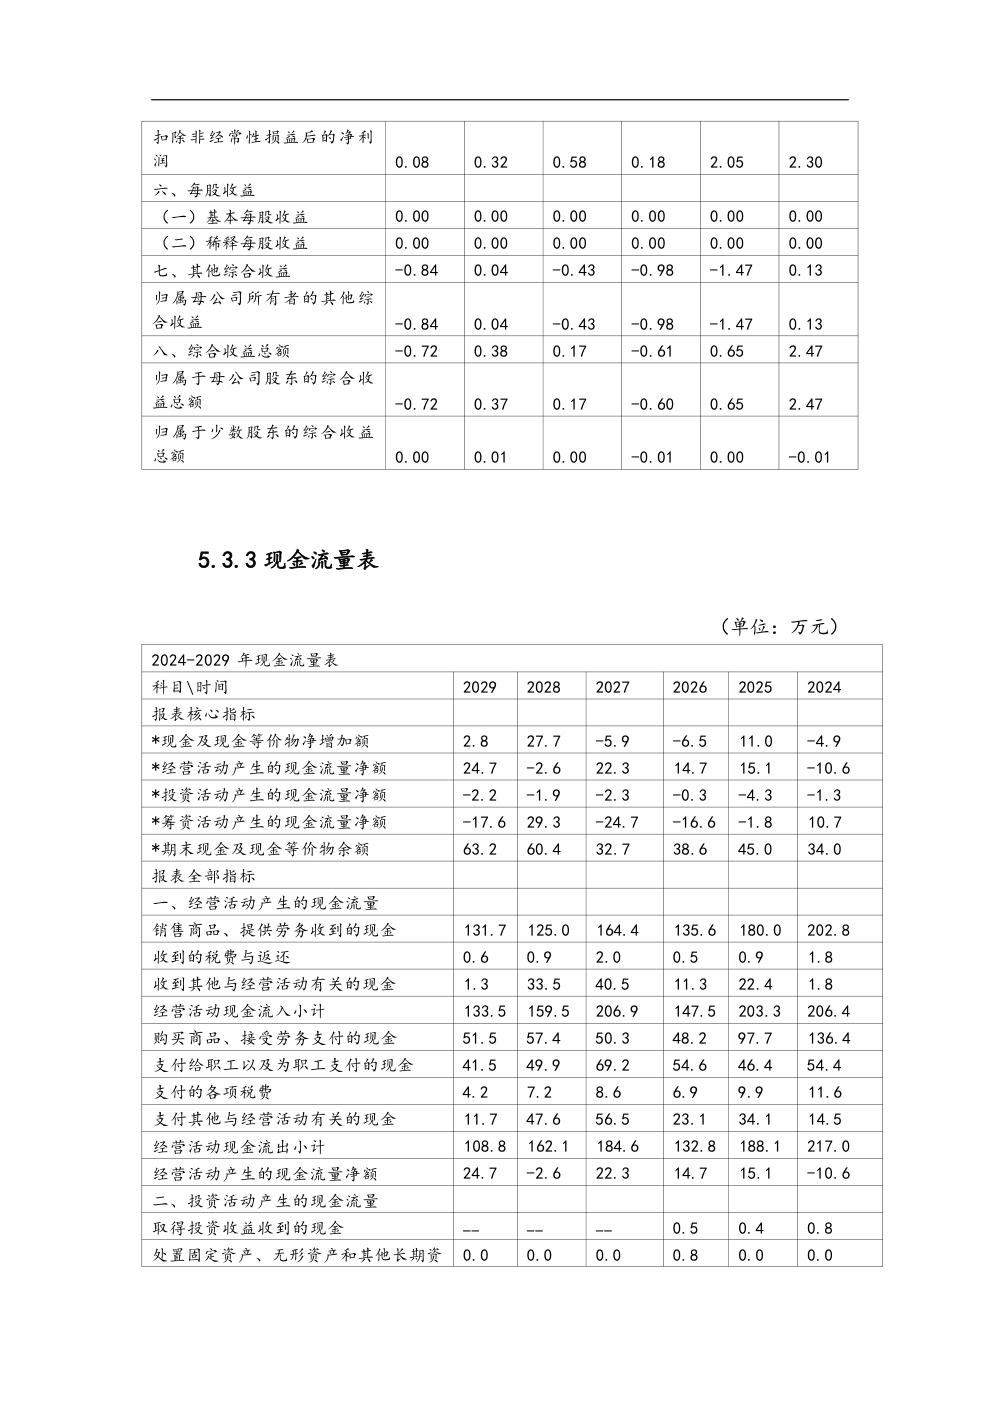 扣除非经常性损益后的净利
润 0.08 0.32 0.58 0.18 2.05 2.30
六、每股收益
（一）基本每股收益 0.00 0.00 0.00 0.00 0.00 0.00
（二）稀释每股收益 0.00 0.00 0.00 0.00 0.00 0.00
七、其他综合收益 -0.84 0.04 -0.43 -0.98 -1.47 0.13
归属母公司所有者的其他综
合收益 -0.84 0.04 -0.43 -0.98 -1.47 0.13
八、综合收益总额 -0.72 0.38 0.17 -0.61 0.65 2.47
归属于母公司股东的综合收
益总额 -0.72 0.37 0.17 -0.60 0.65 2.47
归属于少数股东的综合收益
总额 0.00 0.01 0.00 -0.01 0.00 -0.01
5.3.3 现金流量表
（单位：万元）
2024-2029 年现金流量表
科目\时间 2029 2028 2027 2026 2025 2024
报表核心指标
*现金及现金等价物净增加额 2.8 27.7 -5.9 -6.5 11.0 -4.9
*经营活动产生的现金流量净额 24.7 -2.6 22.3 14.7 15.1 -10.6
*投资活动产生的现金流量净额 -2.2 -1.9 -2.3 -0.3 -4.3 -1.3
*筹资活动产生的现金流量净额 -17.6 29.3 -24.7 -16.6 -1.8 10.7
*期末现金及现金等价物余额 63.2 60.4 32.7 38.6 45.0 34.0
报表全部指标
一、经营活动产生的现金流量
销售商品、提供劳务收到的现金 131.7 125.0 164.4 135.6 180.0 202.8
收到的税费与返还 0.6 0.9 2.0 0.5 0.9 1.8
收到其他与经营活动有关的现金 1.3 33.5 40.5 11.3 22.4 1.8
经营活动现金流入小计 133.5 159.5 206.9 147.5 203.3 206.4
购买商品、接受劳务支付的现金 51.5 57.4 50.3 48.2 97.7 136.4
支付给职工以及为职工支付的现金 41.5 49.9 69.2 54.6 46.4 54.4
支付的各项税费 4.2 7.2 8.6 6.9 9.9 11.6
支付其他与经营活动有关的现金 11.7 47.6 56.5 23.1 34.1 14.5
经营活动现金流出小计 108.8 162.1 184.6 132.8 188.1 217.0
经营活动产生的现金流量净额 24.7 -2.6 22.3 14.7 15.1 -10.6
二、投资活动产生的现金流量
取得投资收益收到的现金 -- -- -- 0.5 0.4 0.8
处置固定资产、无形资产和其他长期资 0.0 0.0 0.0 0.8 0.0 0.0